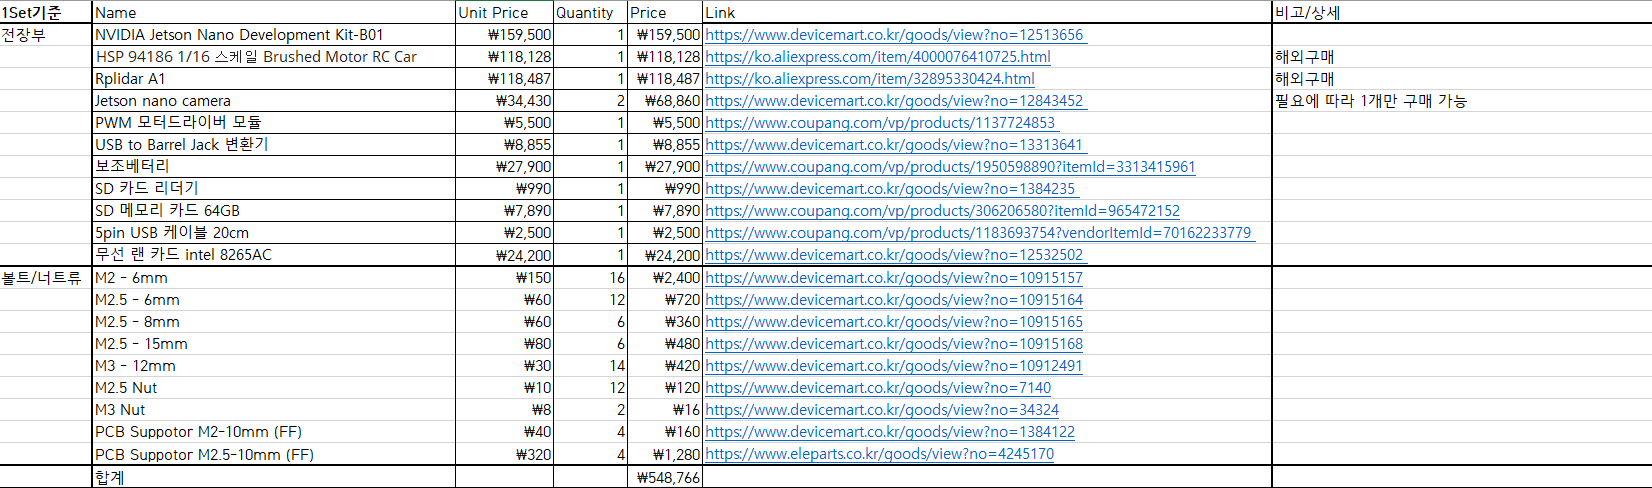 1Set기준 Name Unit Price Quantity Price Link 비고/상세
전장부 NVIDIA Jetson Nano Development Kit-B01 ₩159,500 1 ₩159,500 https://www.devicemart.co.kr/goods/view?no=12513656
HSP 94186 1/16 스케일 Brushed Motor RC Car ₩118,128 1 ₩118,128 https://ko.aliexpress.com/item/4000076410725.html 해외구매
Rplidar A1 ₩118,487 1 ₩118,487 https://ko.aliexpress.com/item/32895330424.html 해외구매
Jetson nano camera ₩34,430 2 ₩68,860 https://www.devicemart.co.kr/goods/view?no=12843452 필요에 따라 1개만 구매 가능
PWM 모터드라이버 모듈 ₩5,500 1 ₩5,500 https://www.coupang.com/vp/products/1137724853
USB to Barrel Jack 변환기 ₩8,855 1 ₩8,855 https://www.devicemart.co.kr/goods/view?no=13313641
보조베터리 ₩27,900 1 ₩27,900 https://www.coupang.com/vp/products/1950598890?itemId=3313415961
SD 카드 리더기 ₩990 1 ₩990 https://www.devicemart.co.kr/goods/view?no=1384235
SD 메모리 카드 64GB ₩7,890 1 ₩7,890 https://www.coupang.com/vp/products/306206580?itemId=965472152
5pin USB 케이블 20cm ₩2,500 1 ₩2,500 https://www.coupang.com/vp/products/1183693754?vendorItemId=70162233779
무선 랜 카드 intel 8265AC ₩24,200 1 ₩24,200 https://www.devicemart.co.kr/goods/view?no=12532502
볼트/너트류 M2 - 6mm ₩150 16 ₩2,400 https://www.devicemart.co.kr/goods/view?no=10915157
M2.5 - 6mm ₩60 12 ₩720 https://www.devicemart.co.kr/goods/view?no=10915164
M2.5 - 8mm ₩60 6 ₩360 https://www.devicemart.co.kr/goods/view?no=10915165
M2.5 - 15mm ₩80 6 ₩480 https://www.devicemart.co.kr/goods/view?no=10915168
M3 - 12mm ₩30 14 ₩420 https://www.devicemart.co.kr/goods/view?no=10912491
M2.5 Nut ₩10 12 ₩120 https://www.devicemart.co.kr/goods/view?no=7140
M3 Nut ₩8 2 ₩16 https://www.devicemart.co.kr/goods/view?no=34324
PCB Suppotor M2-10mm (FF) ₩40 4 ₩160 https://www.devicemart.co.kr/goods/view?no=1384122
PCB Suppotor M2.5-10mm (FF) ₩320 4 ₩1,280 https://www.eleparts.co.kr/goods/view?no=4245170
합계 ₩548,766